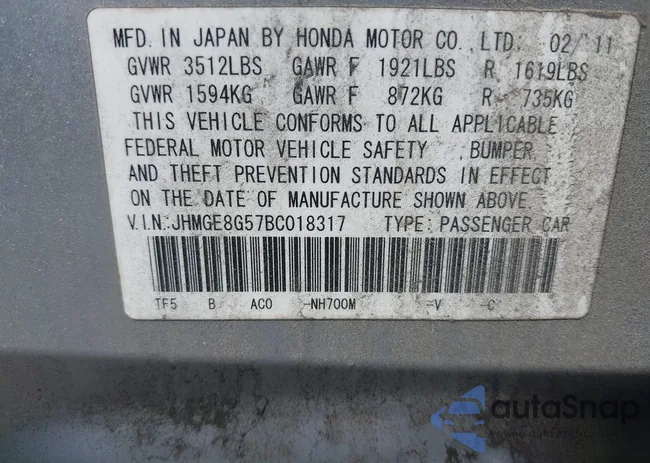 MFD. IN JAPAN BY HONDA MOTOR CO., LTD. 02/11
GVWR 3512LBS GAWR F 1921LBS R 1619LBS
GVWR 1594KG GAWR F 872KG R 735KG
THIS VEHICLE CONFORMS TO ALL APPLICABLE
FEDERAL MOTOR VEHICLE SAFETY , BUMPER
AND THEFT PREVENTION STANDARDS IN EFFECT
ON THE DATE OF MANUFACTURE SHOWN ABOVE.
V.I.N.:JHMGE8G57BC018317 TYPE: PASSENGER CAR
TF5 B AC0 -NH700M -V -C
autoSnap